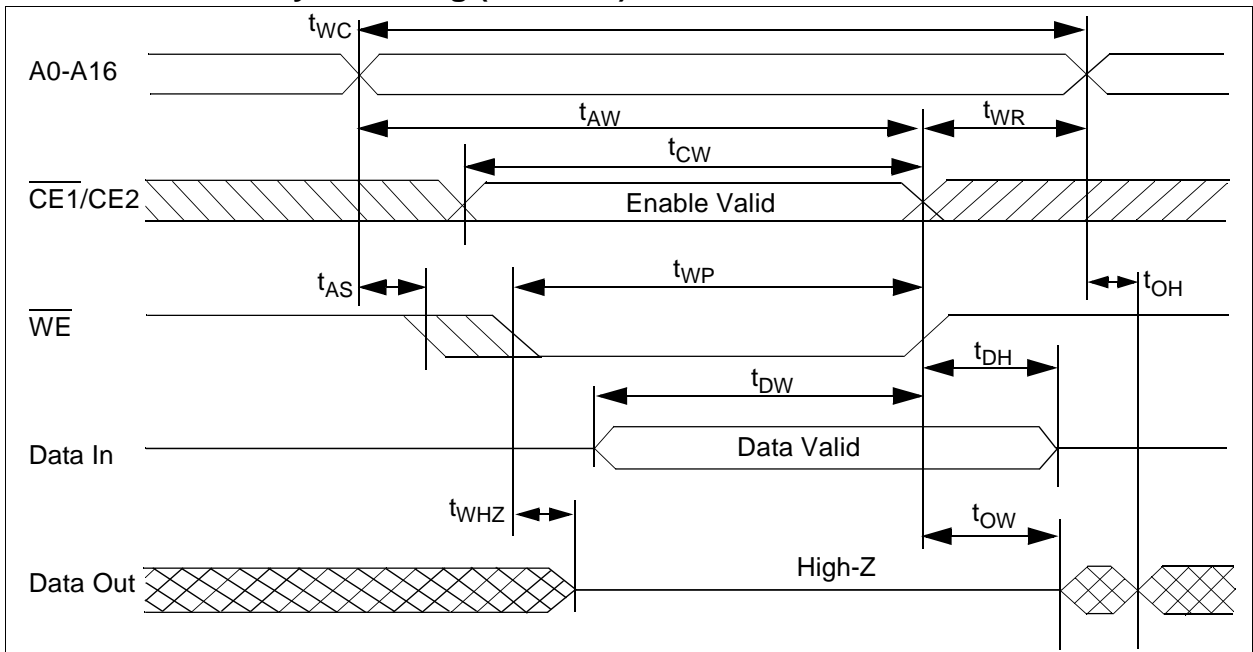 tWC
A0-A16
tAW
tWR
tCW
CE1/CE2
Enable Valid
tAS
tWP
tOH
WE
tDH
tDW
Data In
Data Valid
tWHZ
tOW
Data Out
High-Z